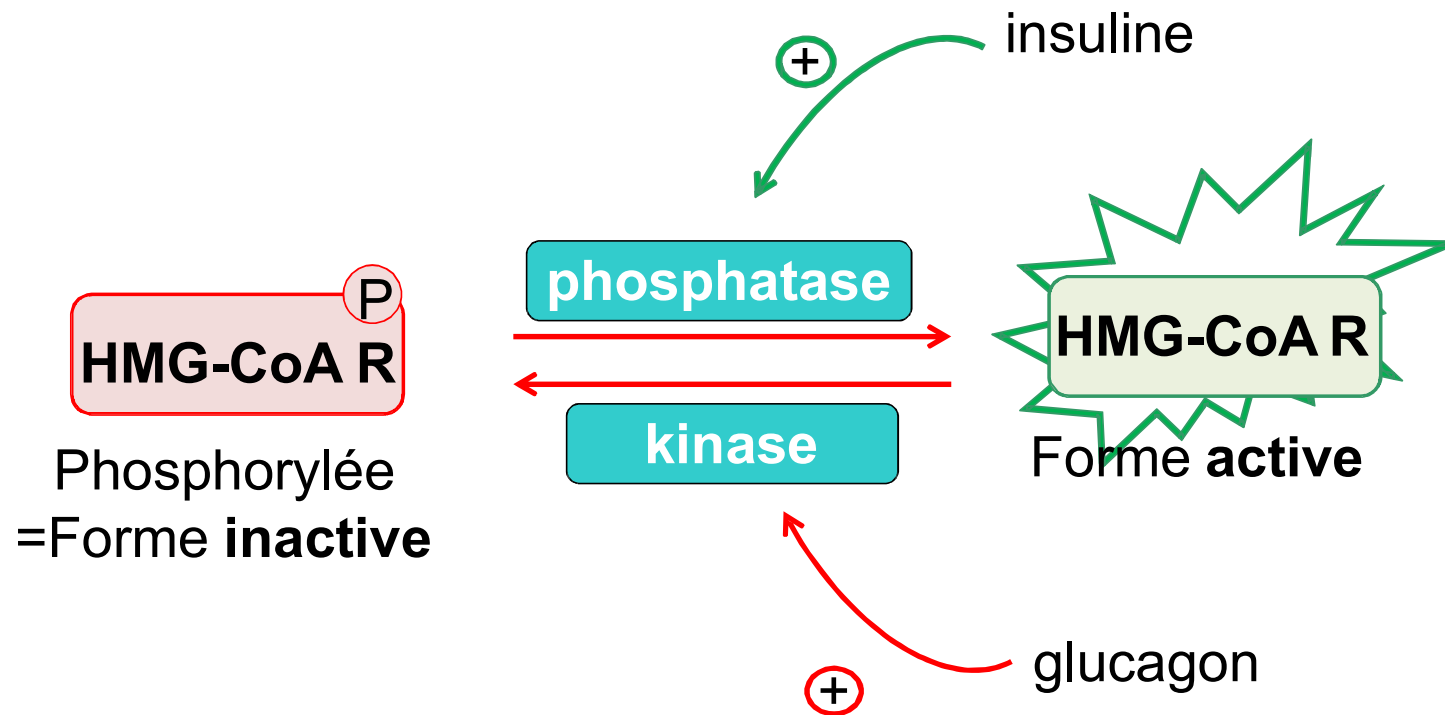 insuline
+
phosphatase
P
HMG-CoA R
HMG-CoA R
kinase
Phosphorylée
=Forme inactive
Forme active
glucagon
+